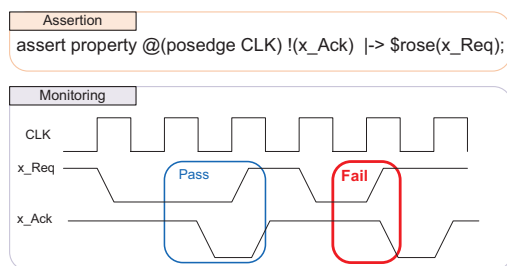 Assertion
assert property @(posedge CLK) !(x_Ack) |-> $rose(x_Req);
Monitoring
CLK
x_Req
Pass
Fail
x_Ack